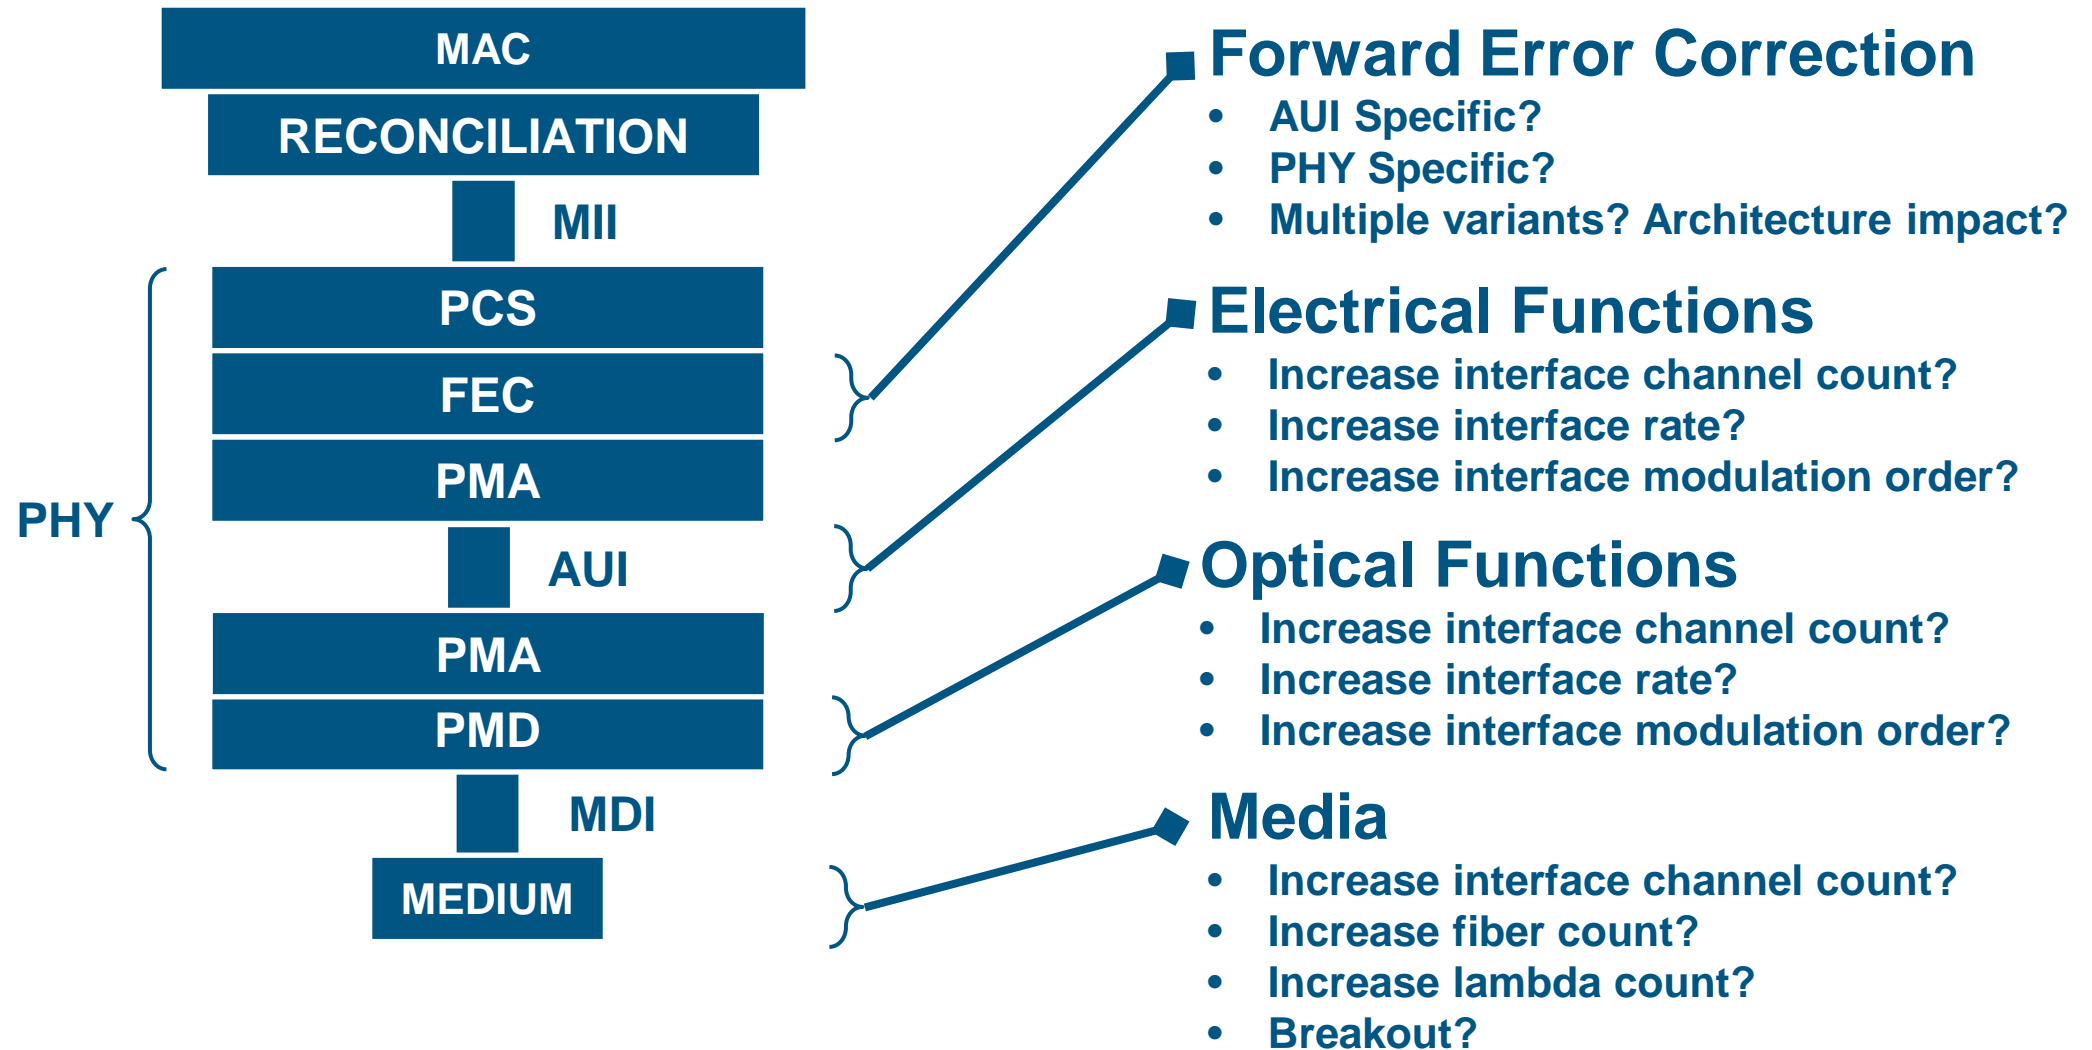 MAC
RECONCILIATION
MII
PCS
FEC
PMA
PHY
AUI
PMA
PMD
MDI
MEDIUM
Forward Error Correction
• AUI Specific?
• PHY Specific?
• Multiple variants? Architecture impact?
Electrical Functions
• Increase interface channel count?
• Increase interface rate?
• Increase interface modulation order?
Optical Functions
• Increase interface channel count?
• Increase interface rate?
• Increase interface modulation order?
Media
• Increase interface channel count?
• Increase fiber count?
• Increase lambda count?
• Breakout?